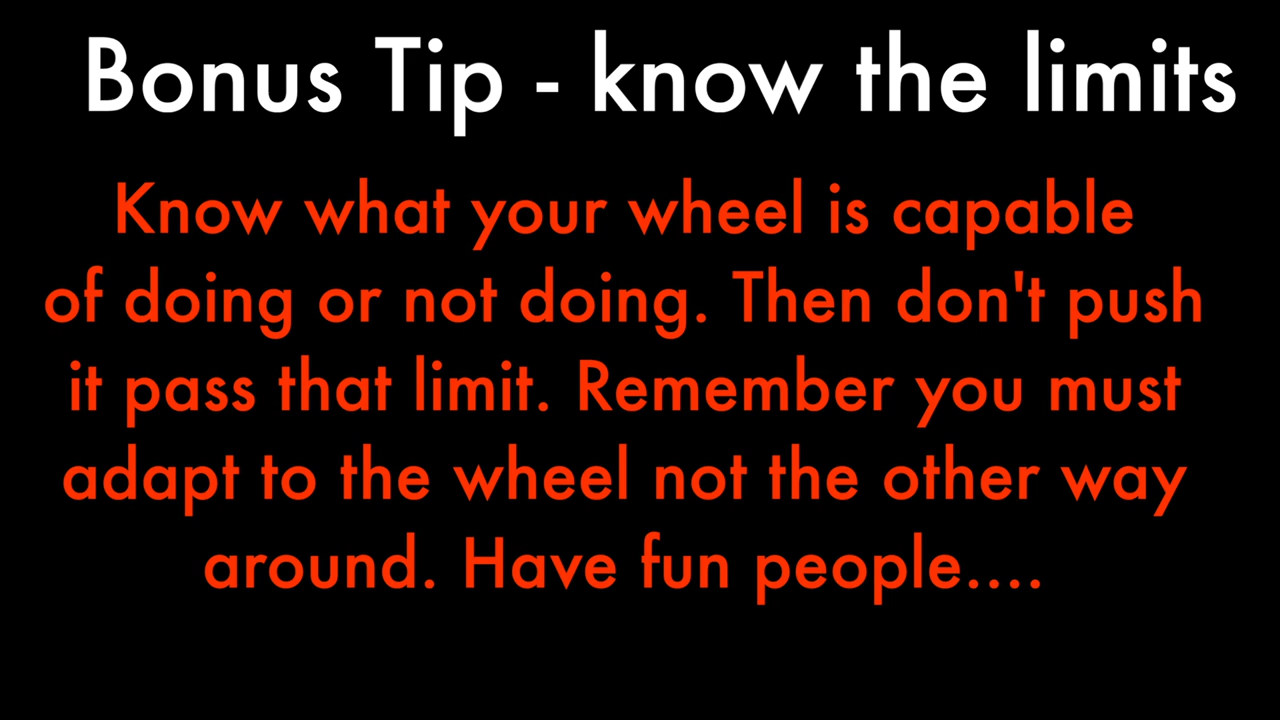 Bonus Tip - know the limits
Know what your wheel is capable
of doing or not doing. Then don't push
it pass that limit. Remember you must
adapt to the wheel not the other way
around. Have fun people....